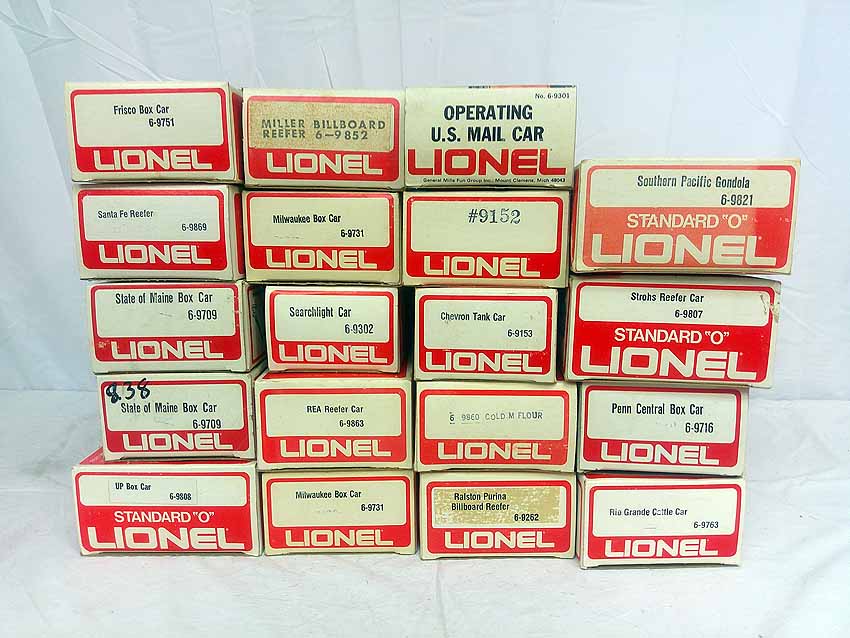 Frisco Box Car
6-9751
LIONEL
MILLER BILLBOARD
REEFER 6-9852
LIONEL
No. 6-9301
OPERATING
U.S. MAIL CAR
LIONEL
General Mills Fun Group Inc.; Mount Clemens, Mich 48043
Southern Pacific Gondola
6-9821
STANDARD "O"
LIONEL
Santa Fe Reefer
6-9869
LIONEL
Milwaukee Box Car
6-9731
LIONEL
#9152
LIONEL
State of Maine Box Car
6-9709
LIONEL
Searchlight Car
6-9302
LIONEL
Chevron Tank Car
6-9153
LIONEL
Strohs Reefer Car
6-9807
STANDARD "O"
LIONEL
838
State of Maine Box Car
6-9709
LIONEL
REA Reefer Car
6-9863
LIONEL
6 9860 GOLD.M FLOUR
LIONEL
Penn Central Box Car
6-9716
LIONEL
UP Box Car
6-9808
STANDARD "O"
LIONEL
Milwaukee Box Car
6-9731
LIONEL
Ralston Purina
Billboard Reefer
6-9262
LIONEL
Rio Grande Cattle Car
6-9763
LIONEL